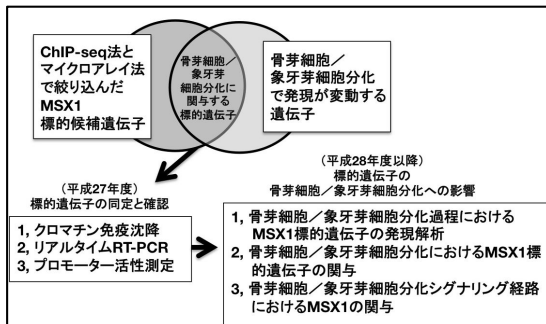 ChIP-seq法と
マイクロアレイ法
で絞り込んだ
MSX1
標的候補遺伝子
骨芽細胞／
象牙芽
細胞分化に
関与する
標的遺伝子
骨芽細胞／
象牙芽細胞分化
で発現が変動する
遺伝子
（平成27年度）
標的遺伝子の同定と確認
1, クロマチン免疫沈降
2, リアルタイムRT-PCR
3, プロモーター活性測定
（平成28年度以降）
標的遺伝子の
骨芽細胞／象牙芽細胞分化への影響
1, 骨芽細胞／象牙芽細胞分化過程における
MSX1標的遺伝子の発現解析
2, 骨芽細胞／象牙芽細胞分化におけるMSX1標
的遺伝子の関与
3, 骨芽細胞／象牙芽細胞分化シグナリング経路
におけるMSX1の関与